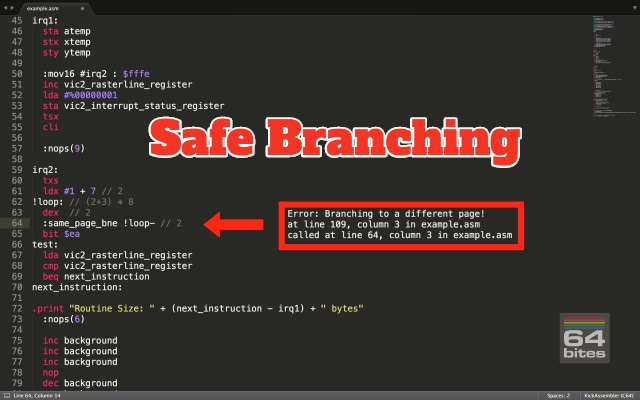 example.asm
45 irq1:
46 sta atemp
47 stx xtemp
48 sty ytemp
49
50 :mov16 #irq2 : $fffe
51 inc vic2_rasterline_register
52 lda #%00000001
53 sta vic2_interrupt_status_register
54 tsx
55 cli
56
57 :nops(9)
58
Safe Branching
59 irq2:
60 txs
61 ldx #1 + 7 // 2
62 !loop: // (2+3) * 8
63 dex // 2
64 :same_page_bne !loop- // 2
65 bit $ea
Error: Branching to a different page!
at line 109, column 3 in example.asm
called at line 64, column 3 in example.asm
66 test:
67 lda vic2_rasterline_register
68 cmp vic2_rasterline_register
69 beq next_instruction
70 next_instruction:
71
72 .print "Routine Size: " + (next_instruction - irq1) + " bytes"
73 :nops(6)
74
75 inc background
76 inc background
77 inc background
78 nop
79 dec background
64
bites
Line 64, Column 14
Spaces: 2
KickAssembler (C64)